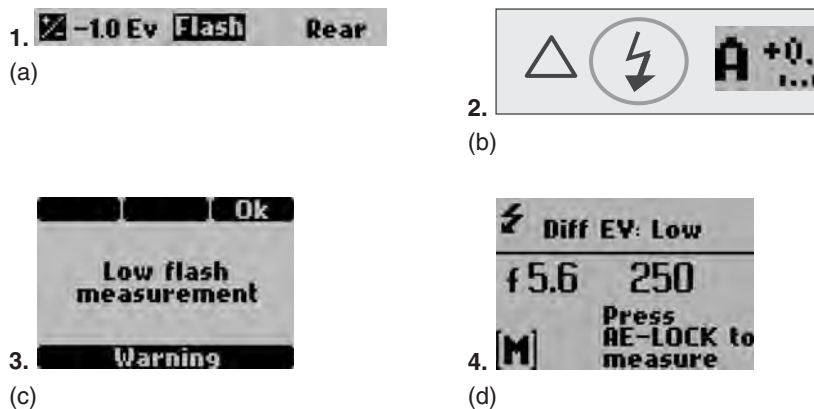 1. −1.0 Ev Flash Rear
(a)
2. A +0.
(b)
Ok
Low flash
measurement
3. Warning
(c)
Diff EV: Low
f 5.6 250
Press
AE-LOCK to
4. [M] measure
(d)